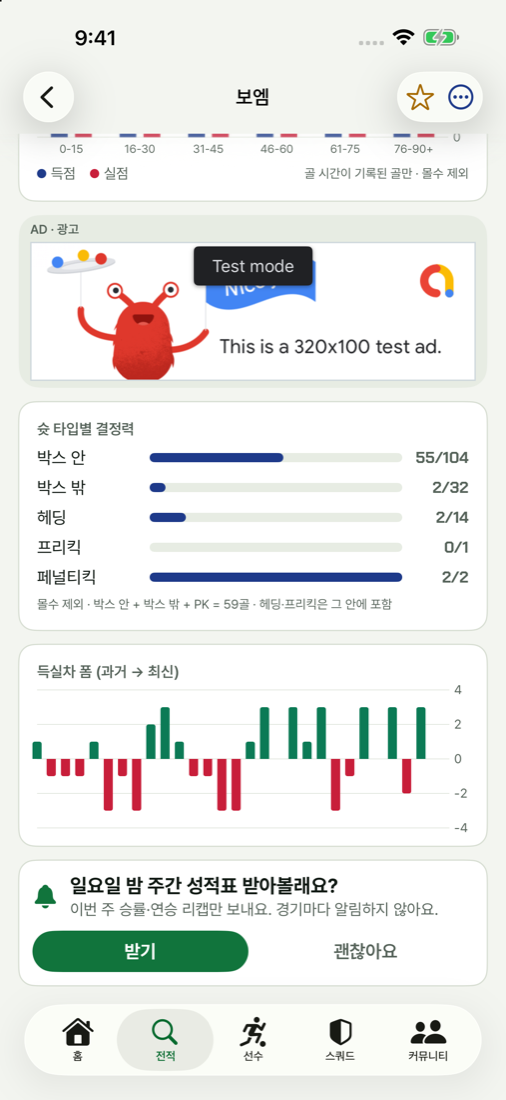 9:41
보엠
0
0-15 16-30 31-45 46-60 61-75 76-90+
득점 실점 골 시간이 기록된 골만 · 몰수 제외
AD · 광고
Test mode
This is a 320x100 test ad.
슛 타입별 결정력
박스 안 55/104
박스 밖 2/32
헤딩 2/14
프리킥 0/1
페널티킥 2/2
몰수 제외 · 박스 안 + 박스 밖 + PK = 59골 · 헤딩·프리킥은 그 안에 포함
득실차 폼 (과거 → 최신)
4
2
0
-2
-4
일요일 밤 주간 성적표 받아볼래요?
이번 주 승률·연승 리캡만 보내요. 경기마다 알림하지 않아요.
받기 괜찮아요
홈 전적 선수 스쿼드 커뮤니티